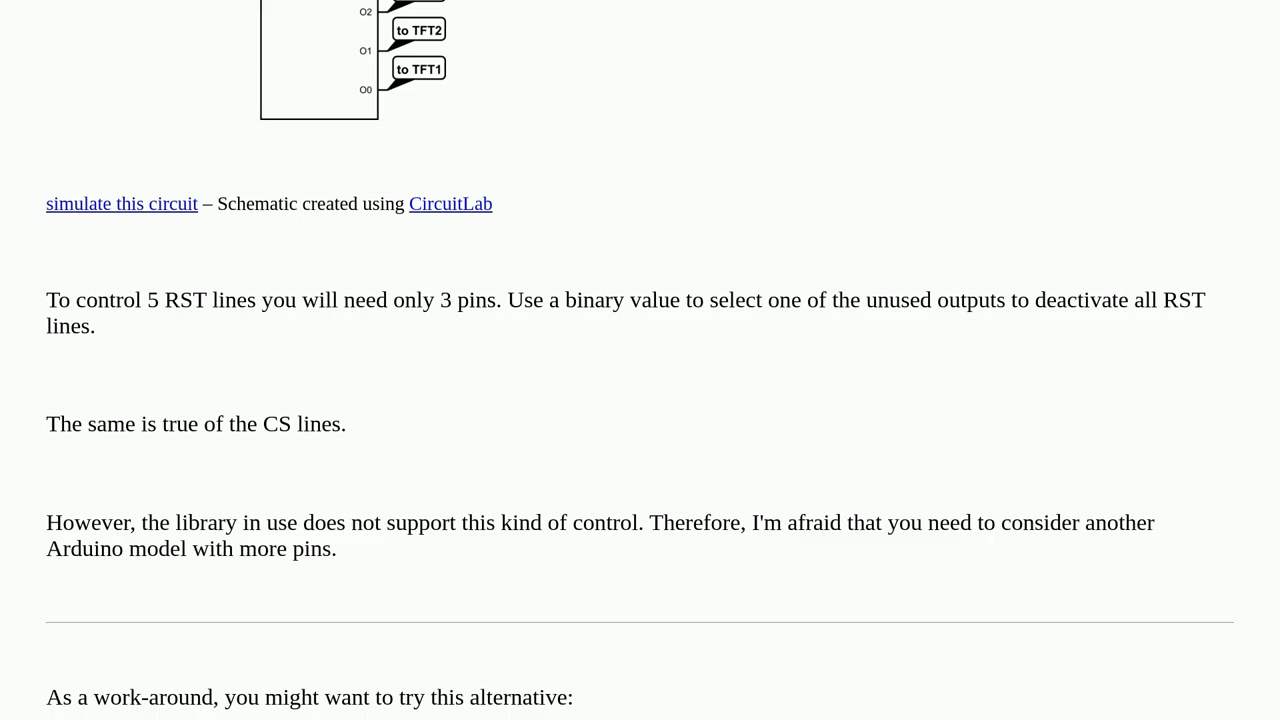 O2
to TFT2
O1
to TFT1
O0
simulate this circuit – Schematic created using CircuitLab
To control 5 RST lines you will need only 3 pins. Use a binary value to select one of the unused outputs to deactivate all RST
lines.
The same is true of the CS lines.
However, the library in use does not support this kind of control. Therefore, I'm afraid that you need to consider another
Arduino model with more pins.
As a work-around, you might want to try this alternative: